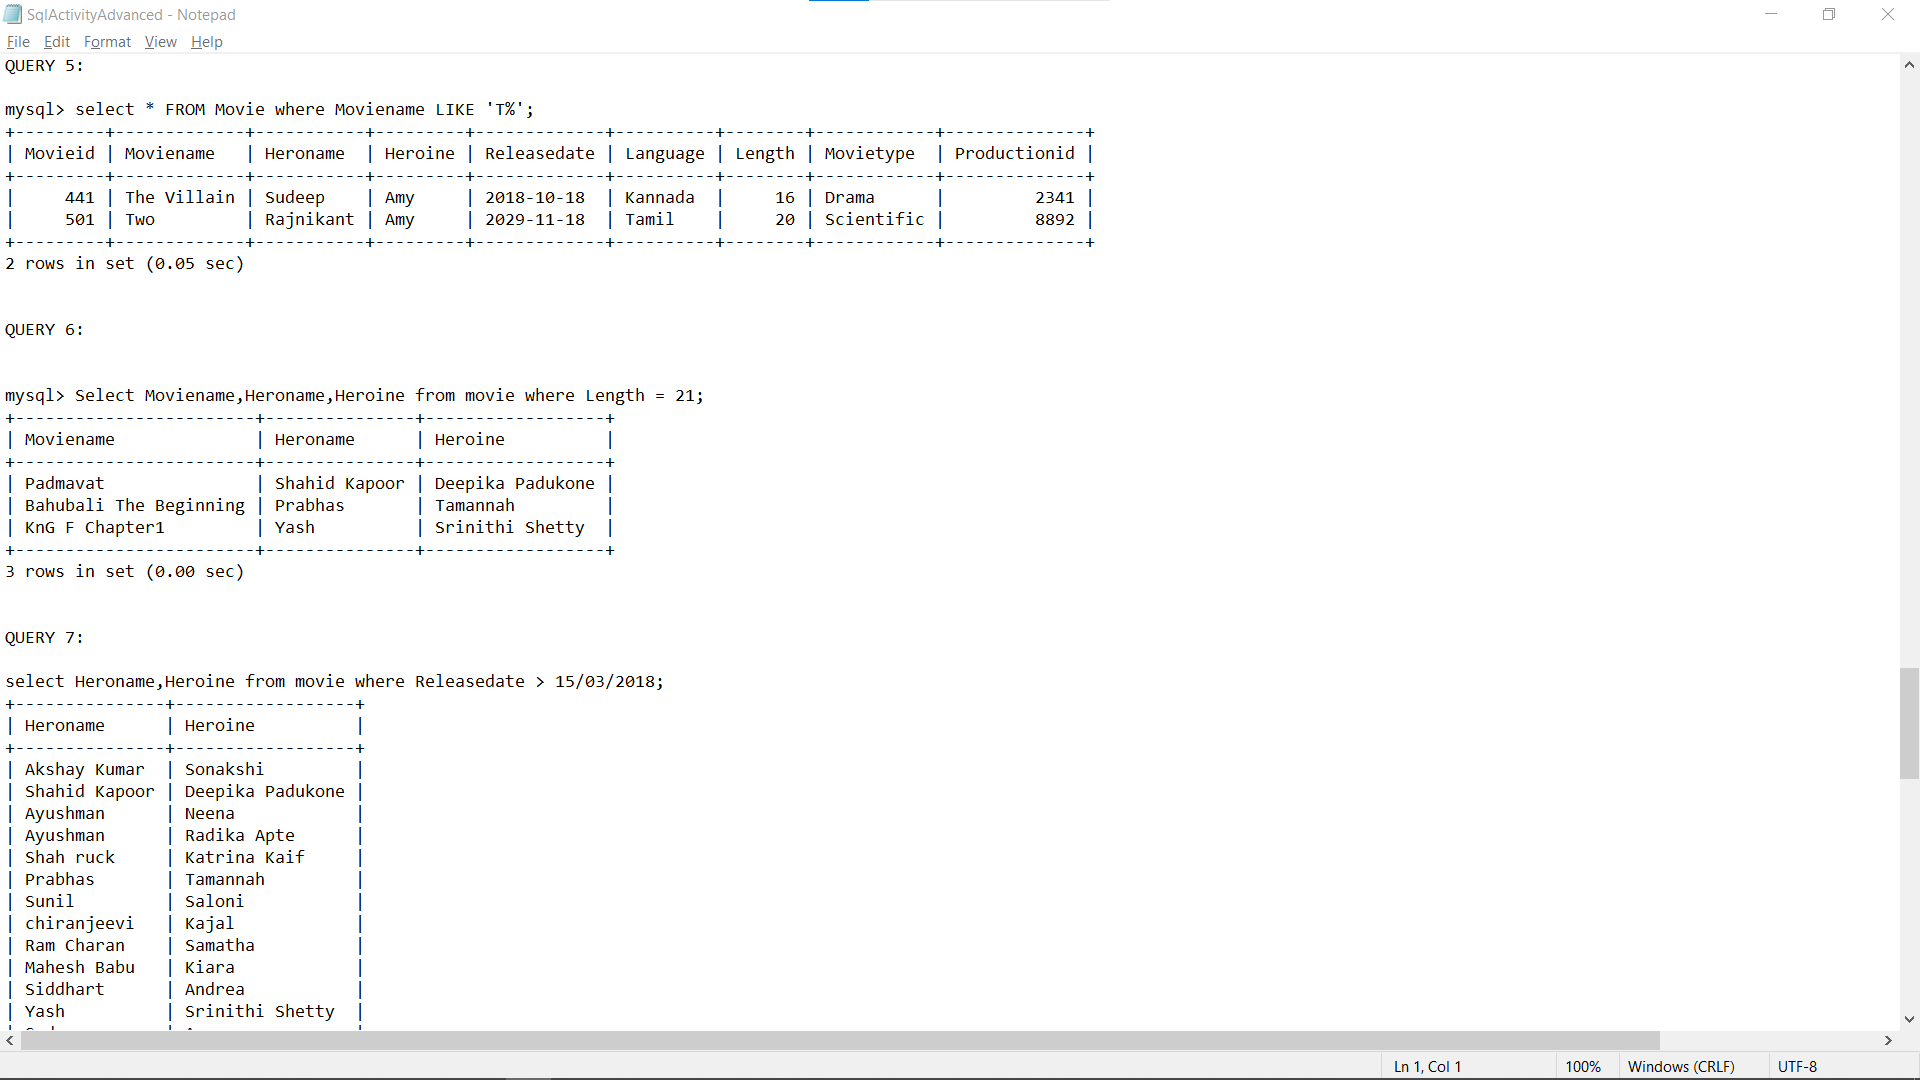 SqlActivityAdvanced - Notepad
File Edit Format View Help
QUERY 5:
mysql> select * FROM Movie where Moviename LIKE 'T%';
+---------+-------------+-----------+---------+-------------+----------+--------+------------+--------------+
| Movieid | Moviename   | Heroname  | Heroine | Releasedate | Language | Length | Movietype  | Productionid |
+---------+-------------+-----------+---------+-------------+----------+--------+------------+--------------+
|     441 | The Villain | Sudeep    | Amy     | 2018-10-18  | Kannada  |     16 | Drama      |         2341 |
|     501 | Two         | Rajnikant | Amy     | 2029-11-18  | Tamil    |     20 | Scientific |         8892 |
+---------+-------------+-----------+---------+-------------+----------+--------+------------+--------------+
2 rows in set (0.05 sec)
QUERY 6:
mysql> Select Moviename,Heroname,Heroine from movie where Length = 21;
+------------------------+---------------+------------------+
| Moviename              | Heroname      | Heroine          |
+------------------------+---------------+------------------+
| Padmavat               | Shahid Kapoor | Deepika Padukone |
| Bahubali The Beginning | Prabhas       | Tamannah         |
| KnG F Chapter1         | Yash          | Srinithi Shetty  |
+------------------------+---------------+------------------+
3 rows in set (0.00 sec)
QUERY 7:
select Heroname,Heroine from movie where Releasedate > 15/03/2018;
+---------------+------------------+
| Heroname      | Heroine          |
+---------------+------------------+
| Akshay Kumar  | Sonakshi         |
| Shahid Kapoor | Deepika Padukone |
| Ayushman      | Neena            |
| Ayushman      | Radika Apte      |
| Shah ruck     | Katrina Kaif     |
| Prabhas       | Tamannah         |
| Sunil         | Saloni           |
| chiranjeevi   | Kajal            |
| Ram Charan    | Samatha          |
| Mahesh Babu   | Kiara            |
| Siddhart      | Andrea           |
| Yash          | Srinithi Shetty  |
Ln 1, Col 1 100% Windows (CRLF) UTF-8